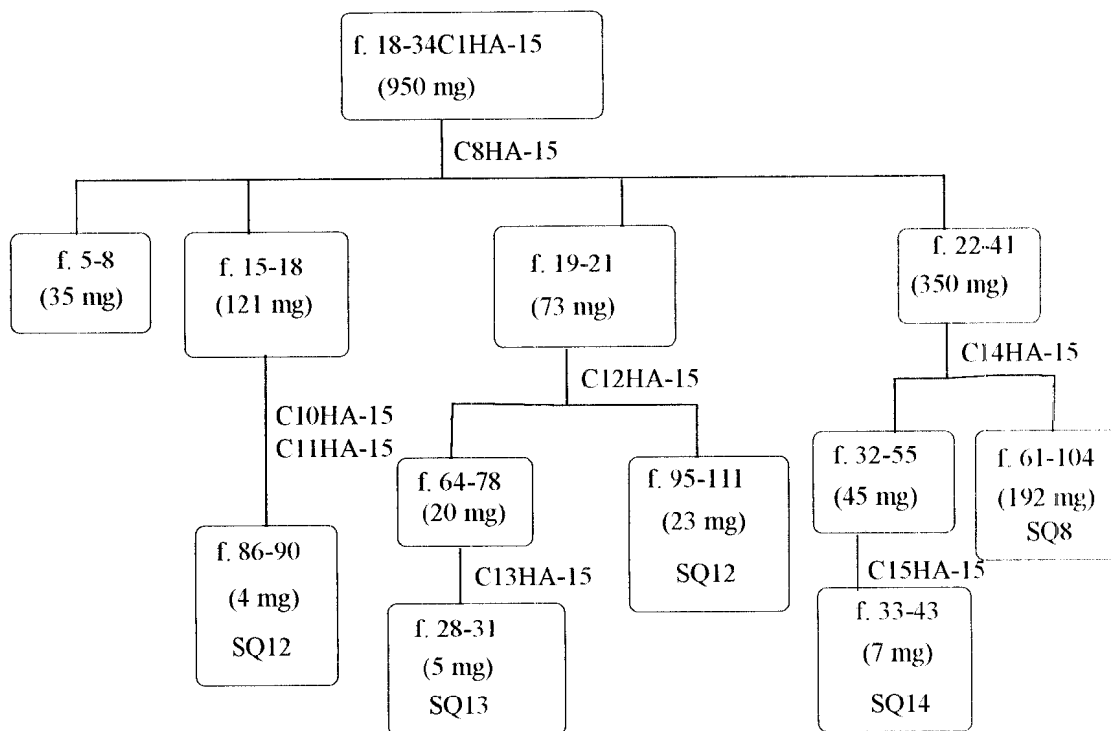 f. 18-34C1HA-15
(950 mg)
C8HA-15
f. 5-8
(35 mg)
f. 15-18
(121 mg)
f. 19-21
(73 mg)
f. 22-41
(350 mg)
C10HA-15
C11HA-15
C12HA-15
C14HA-15
f. 86-90
(4 mg)
SQ12
f. 64-78
(20 mg)
f. 95-111
(23 mg)
SQ12
f. 32-55
(45 mg)
f. 61-104
(192 mg)
SQ8
C13HA-15
C15HA-15
f. 28-31
(5 mg)
SQ13
f. 33-43
(7 mg)
SQ14